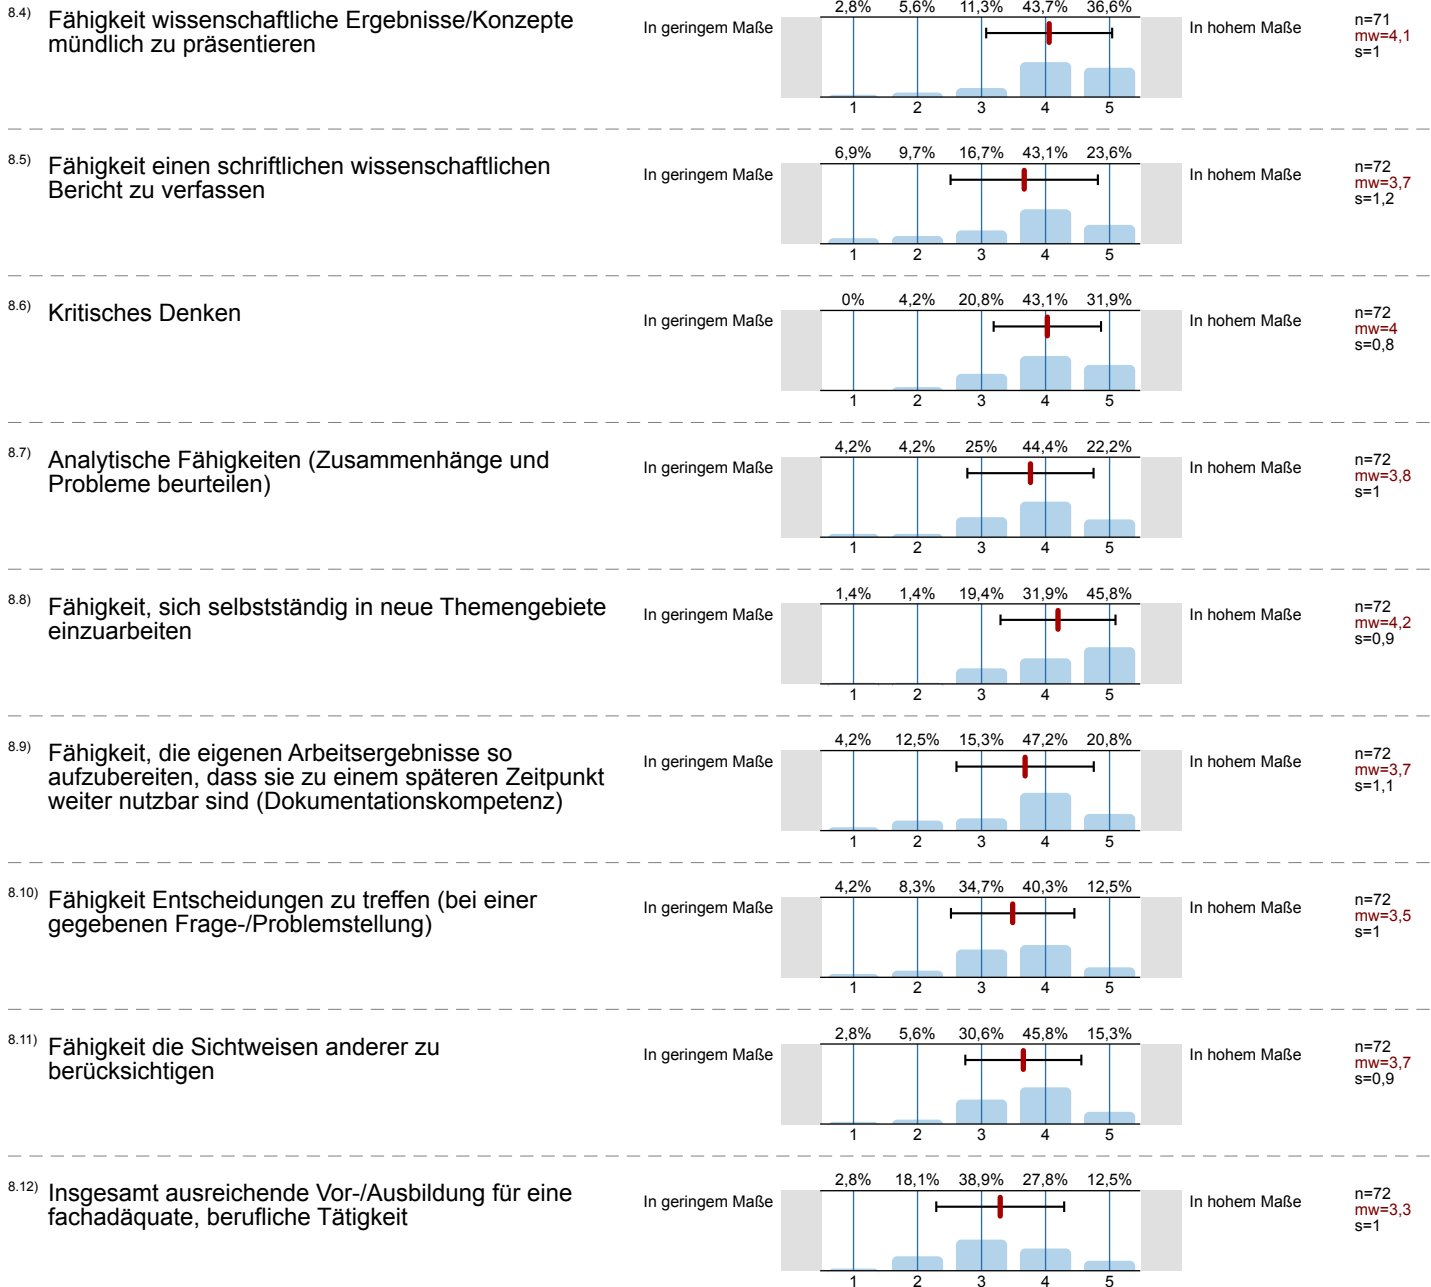 8.4) Fähigkeit wissenschaftliche Ergebnisse/Konzepte
mündlich zu präsentieren
In geringem Maße
2,8% 5,6% 11,3% 43,7% 36,6%
1 2 3 4 5
In hohem Maße
n=71
mw=4,1
s=1
8.5) Fähigkeit einen schriftlichen wissenschaftlichen
Bericht zu verfassen
In geringem Maße
6,9% 9,7% 16,7% 43,1% 23,6%
1 2 3 4 5
In hohem Maße
n=72
mw=3,7
s=1,2
8.6) Kritisches Denken
In geringem Maße
0% 4,2% 20,8% 43,1% 31,9%
1 2 3 4 5
In hohem Maße
n=72
mw=4
s=0,8
8.7) Analytische Fähigkeiten (Zusammenhänge und
Probleme beurteilen)
In geringem Maße
4,2% 4,2% 25% 44,4% 22,2%
1 2 3 4 5
In hohem Maße
n=72
mw=3,8
s=1
8.8) Fähigkeit, sich selbstständig in neue Themengebiete
einzuarbeiten
In geringem Maße
1,4% 1,4% 19,4% 31,9% 45,8%
1 2 3 4 5
In hohem Maße
n=72
mw=4,2
s=0,9
8.9) Fähigkeit, die eigenen Arbeitsergebnisse so
aufzubereiten, dass sie zu einem späteren Zeitpunkt
weiter nutzbar sind (Dokumentationskompetenz)
In geringem Maße
4,2% 12,5% 15,3% 47,2% 20,8%
1 2 3 4 5
In hohem Maße
n=72
mw=3,7
s=1,1
8.10) Fähigkeit Entscheidungen zu treffen (bei einer
gegebenen Frage-/Problemstellung)
In geringem Maße
4,2% 8,3% 34,7% 40,3% 12,5%
1 2 3 4 5
In hohem Maße
n=72
mw=3,5
s=1
8.11) Fähigkeit die Sichtweisen anderer zu
berücksichtigen
In geringem Maße
2,8% 5,6% 30,6% 45,8% 15,3%
1 2 3 4 5
In hohem Maße
n=72
mw=3,7
s=0,9
8.12) Insgesamt ausreichende Vor-/Ausbildung für eine
fachadäquate, berufliche Tätigkeit
In geringem Maße
2,8% 18,1% 38,9% 27,8% 12,5%
1 2 3 4 5
In hohem Maße
n=72
mw=3,3
s=1